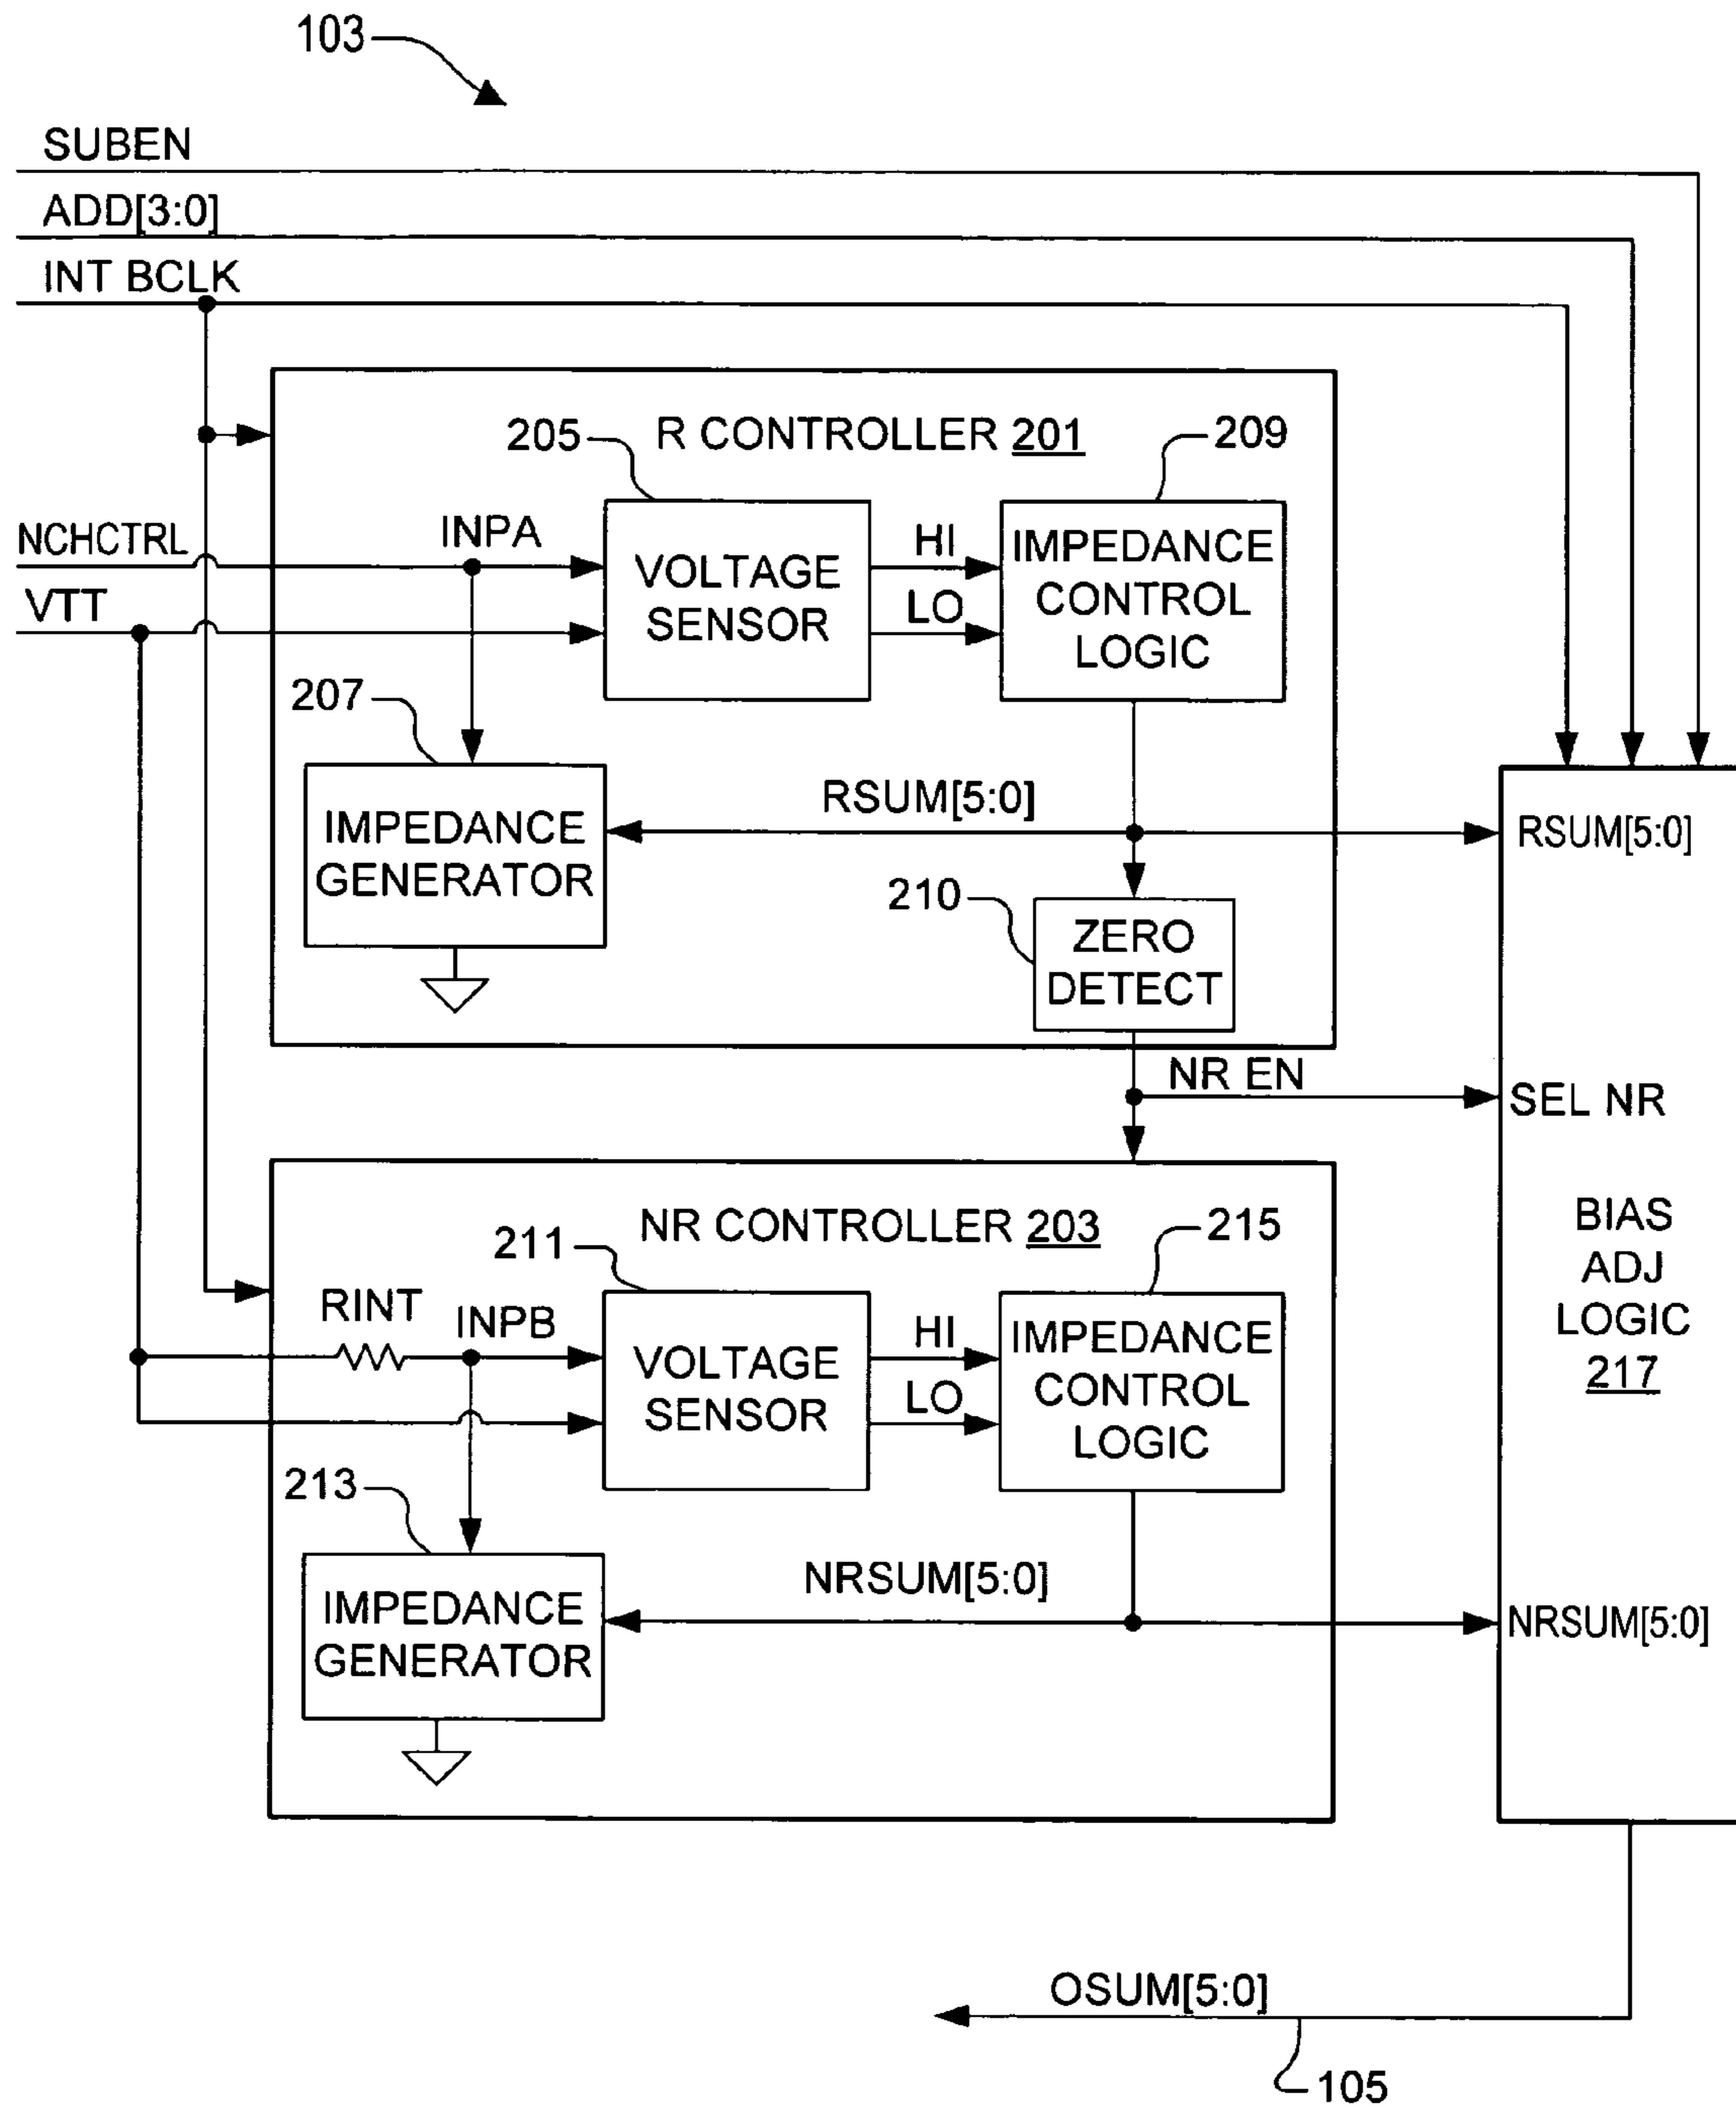 103
SUBEN
ADD[3:0]
INT BCLK
R CONTROLLER 201
205
209
NCHCTRL
INPA
VOLTAGE
SENSOR
HI
LO
IMPEDANCE
CONTROL
LOGIC
VTT
207
IMPEDANCE
GENERATOR
RSUM[5:0]
RSUM[5:0]
210
ZERO
DETECT
NR EN
SEL NR
NR CONTROLLER 203
211
215
RINT
INPB
VOLTAGE
SENSOR
HI
LO
IMPEDANCE
CONTROL
LOGIC
BIAS
ADJ
LOGIC
217
213
IMPEDANCE
GENERATOR
NRSUM[5:0]
NRSUM[5:0]
OSUM[5:0]
105